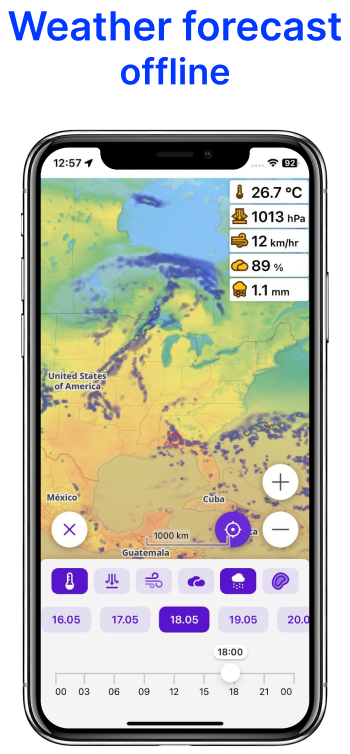 Weather forecast
offline
12:57
92
26.7 °C
1013 hPa
12 km/hr
89 %
1.1 mm
United States
of America
México
Cuba
1000 km
Guatemala
16.05 17.05 18.05 19.05 20.0
18:00
00 03 06 09 12 15 18 21 00